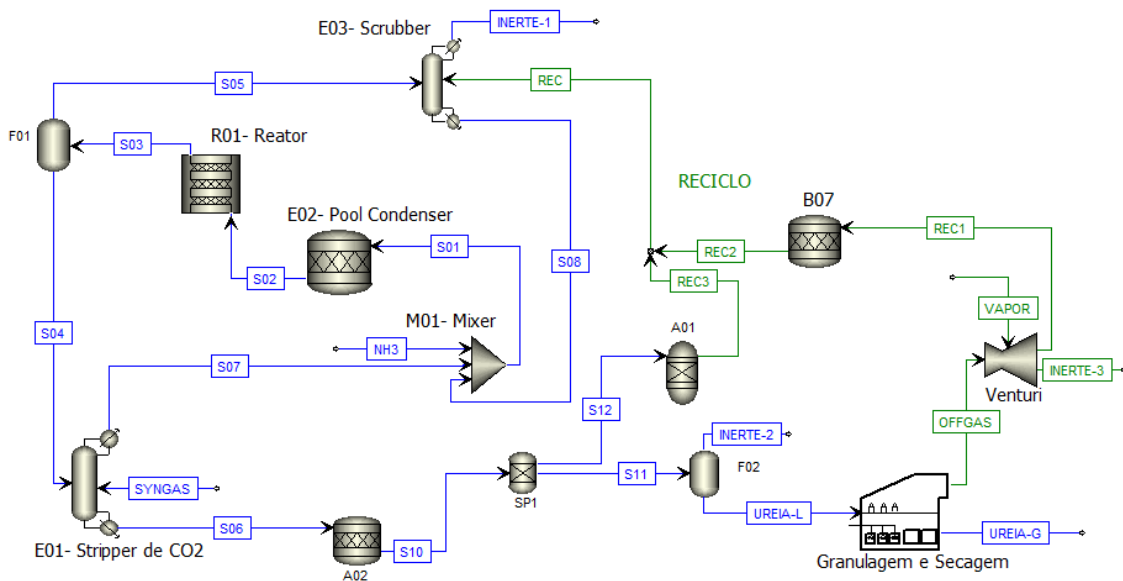 E03- Scrubber
INERTE-1
S05
REC
F01
S03
R01- Reator
RECICLO
E02- Pool Condenser
S01
B07
REC1
S02
REC2
S08
REC3
S04
M01- Mixer
VAPOR
A01
NH3
S07
INERTE-3
Venturi
S12
OFFGAS
INERTE-2
SYNGAS
S11
F02
SP1
UREIA-L
S06
S10
UREIA-G
E01- Stripper de CO2
A02
Granulagem e Secagem